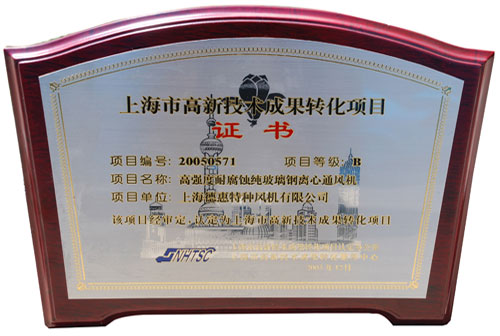 上海市高新技术成果转化项目
证书
项目编号: 20050571 项目等级: B
项目名称: 高强度耐腐蚀纯玻璃钢离心通风机
项目单位: 上海德惠特种风机有限公司
该项目经审定, 认定为上海市高新技术成果转化项目
SNHTSC